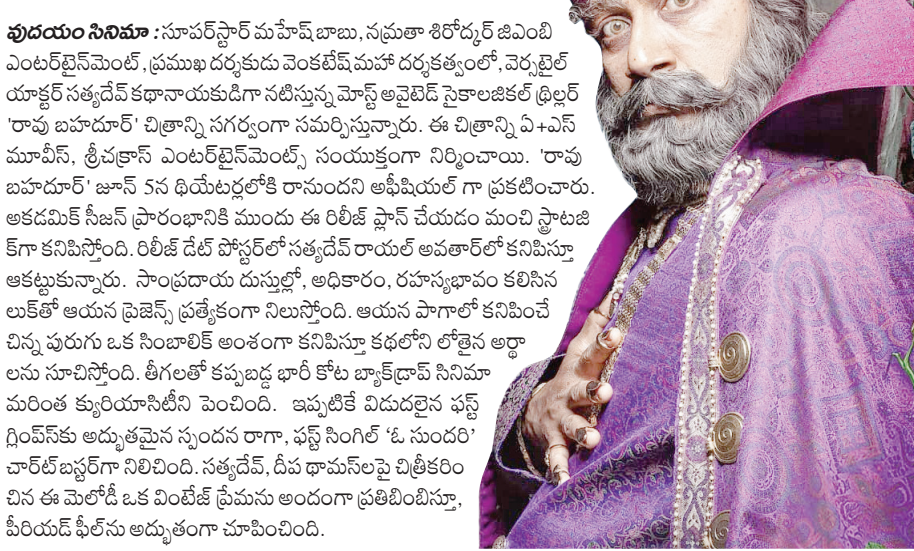 వుదయం సినిమా : సూపర్‌స్టార్ మహేష్ బాబు, నమ్రతా శిరోద్కర్ జిఎంబి
ఎంటర్‌టైన్‌మెంట్, ప్రముఖ దర్శకుడు వెంకటేష్ మహా దర్శకత్వంలో, వెర్సటైల్
యాక్టర్ సత్యదేవ్ కథానాయకుడిగా నటిస్తున్న మోస్ట్ అవైటెడ్ సైకాలజికల్ థ్రిల్లర్
'రావు బహదూర్' చిత్రాన్ని సగర్వంగా సమర్పిస్తున్నారు. ఈ చిత్రాన్ని ఏ+ఎస్
మూవీస్, శ్రీచక్రాస్ ఎంటర్‌టైన్‌మెంట్స్ సంయుక్తంగా నిర్మించాయి. 'రావు
బహదూర్' జూన్ 5న థియేటర్లలోకి రానుందని అఫీషియల్ గా ప్రకటించారు.
అకడమిక్ సీజన్ ప్రారంభానికి ముందు ఈ రిలీజ్ ప్లాన్ చేయడం మంచి స్ట్రాటజి
క్‌గా కనిపిస్తోంది. రిలీజ్ డేట్ పోస్టర్‌లో సత్యదేవ్ రాయల్ అవతార్‌లో కనిపిస్తూ
ఆకట్టుకున్నారు. సాంప్రదాయ దుస్తుల్లో, అధికారం, రహస్యభావం కలిసిన
లుక్‌తో ఆయన ప్రెజెన్స్ ప్రత్యేకంగా నిలుస్తోంది. ఆయన పాగాలో కనిపించే
చిన్న పురుగు ఒక సింబాలిక్ అంశంగా కనిపిస్తూ కథలోని లోతైన అర్థా
లను సూచిస్తోంది. తీగలతో కప్పబడ్డ భారీ కోట బ్యాక్‌డ్రాప్ సినిమా
మరింత క్యురియాసిటీని పెంచింది. ఇప్పటికే విడుదలైన ఫస్ట్
గ్లింప్స్‌కు అద్భుతమైన స్పందన రాగా, ఫస్ట్ సింగిల్ ‘ఓ సుందరి’
చార్ట్‌బస్టర్‌గా నిలిచింది. సత్యదేవ్, దీప థామస్‌లపై చిత్రీకరిం
చిన ఈ మెలోడీ ఒక వింటేజ్ ప్రేమను అందంగా ప్రతిబింబిస్తూ,
పీరియడ్ ఫీల్‌ను అద్భుతంగా చూపించింది.